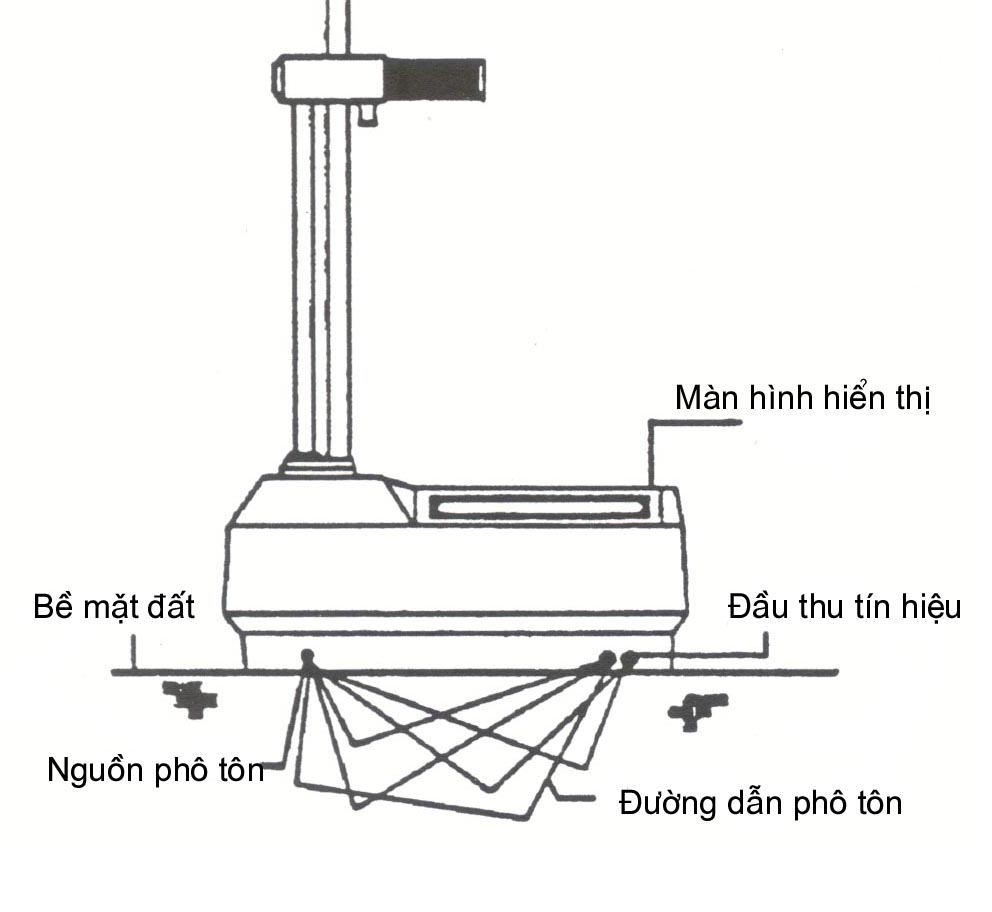 Màn hình hiển thị
Bề mặt đất
Đầu thu tín hiệu
Nguồn phô tôn
Đường dẫn phô tôn